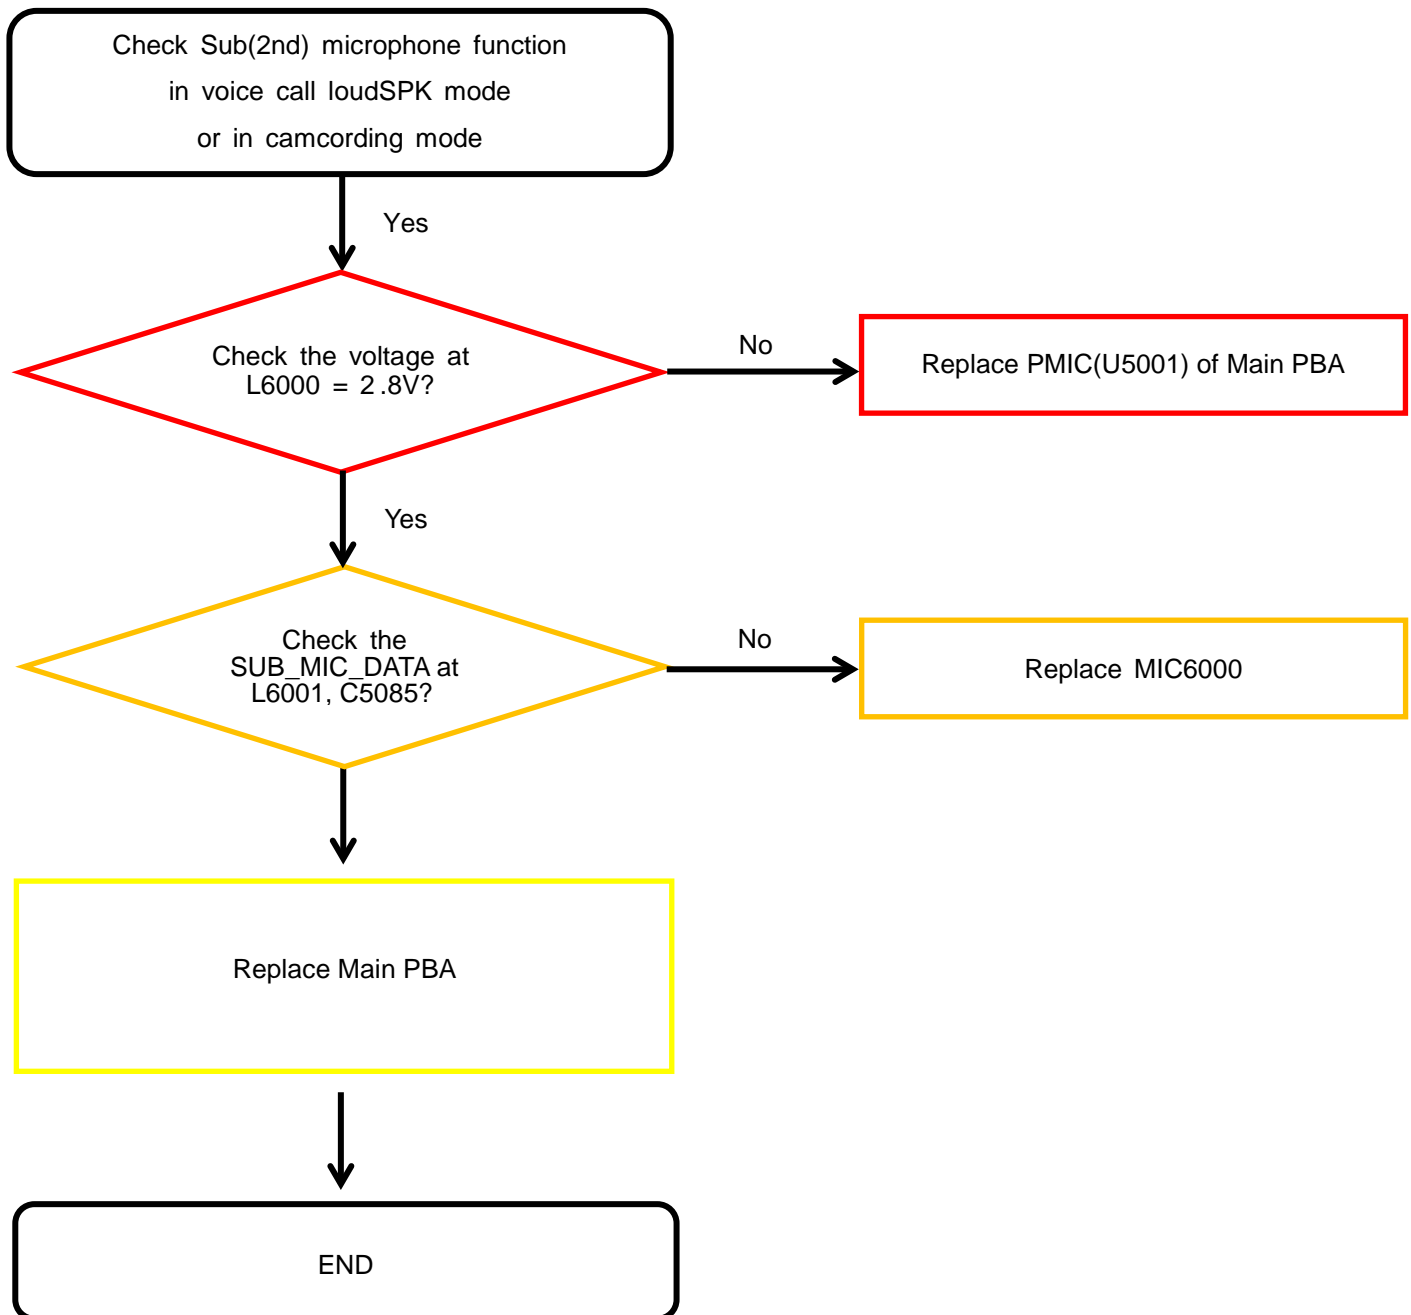 Check Sub(2nd) microphone function
in voice call loudSPK mode
or in camcording mode
Yes
Check the voltage at
L6000 = 2.8V?
No
Replace PMIC(U5001) of Main PBA
Yes
Check the
SUB_MIC_DATA at
L6001, C5085?
No
Replace MIC6000
Replace Main PBA
END